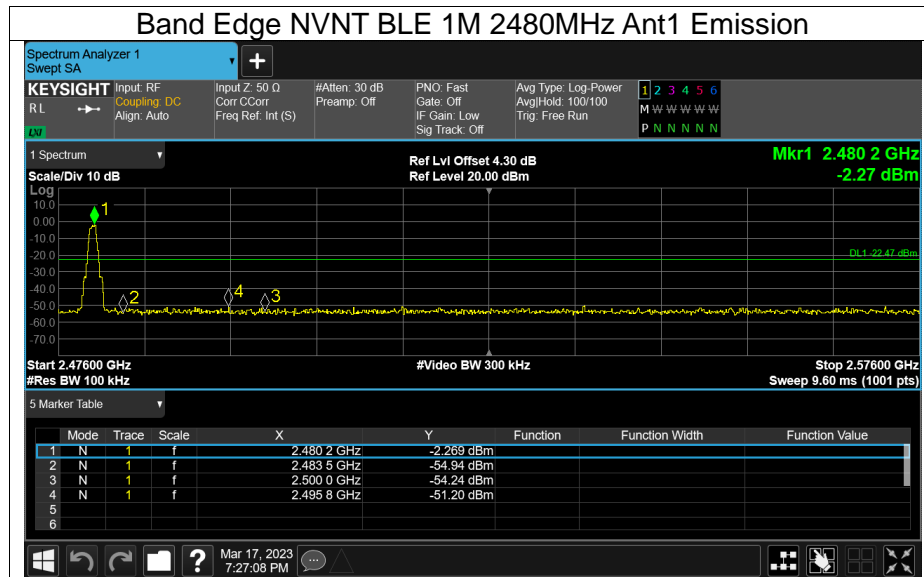 Band Edge NVNT BLE 1M 2480MHz Ant1 Emission
Spectrum Analyzer 1
Swept SA
+
KEYSIGHT Input: RF Input Z: 50 Ω #Atten: 30 dB PNO: Fast Avg Type: Log-Power 1 2 3 4 5 6
R L Coupling: DC Corr CCorr Preamp: Off Gate: Off Avg|Hold: 100/100 M W W W W W
Align: Auto Freq Ref: Int (S) IF Gain: Low Trig: Free Run
LXI Sig Track: Off P N N N N N
1 Spectrum Ref Lvl Offset 4.30 dB Mkr1 2.480 2 GHz
Scale/Div 10 dB Ref Level 20.00 dBm -2.27 dBm
Log
10.0
1
0.00
-10.0
-20.0
DL1 -22.47 dBm
-30.0
-40.0
2 4 3
-50.0
-60.0
-70.0
Start 2.47600 GHz #Video BW 300 kHz Stop 2.57600 GHz
#Res BW 100 kHz Sweep 9.60 ms (1001 pts)
5 Marker Table
Mode Trace Scale X Y Function Function Width Function Value
1 N 1 f 2.480 2 GHz -2.269 dBm
2 N 1 f 2.483 5 GHz -54.94 dBm
3 N 1 f 2.500 0 GHz -54.24 dBm
4 N 1 f 2.495 8 GHz -51.20 dBm
5
6
? Mar 17, 2023
7:27:08 PM